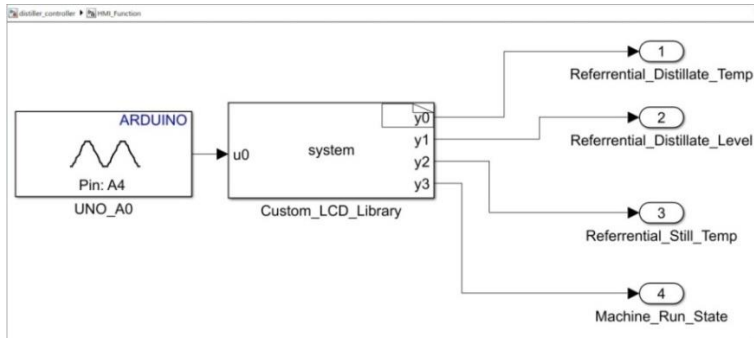 distiller_controller HMI_Function
1
Referrential_Distillate_Temp
ARDUINO
Pin: A4
UNO_A0
u0
system
y0
y1
y2
y3
Custom_LCD_Library
2
Referrential_Distillate_Level
3
Referrential_Still_Temp
4
Machine_Run_State